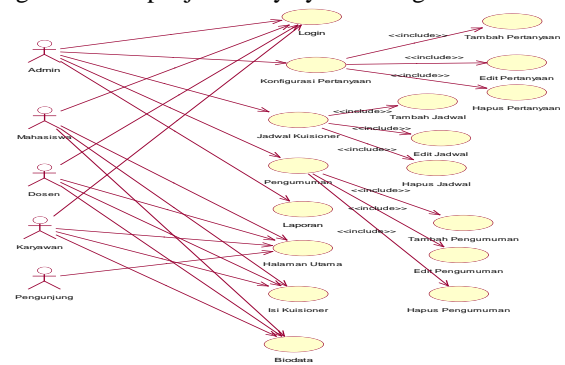 Login
<<include>>
Tambah Pertanyaan
Admin
Konfigurasi Pertanyaan
<<include>>
Edit Pertanyaan
<<include>>
Hapus Pertanyaan
<<include>>
Tambah Jadwal
Mahasiswa
Jadwal Kuisioner
<<include>>
Edit Jadwal
<<include>>
Hapus Jadwal
Dosen
Pengumuman
<<include>>
<<include>>
Laporan
<<include>>
Tambah Pengumuman
Karyawan
Halaman Utama
Edit Pengumuman
Pengunjung
Isi Kuisioner
Hapus Pengumuman
Biodata